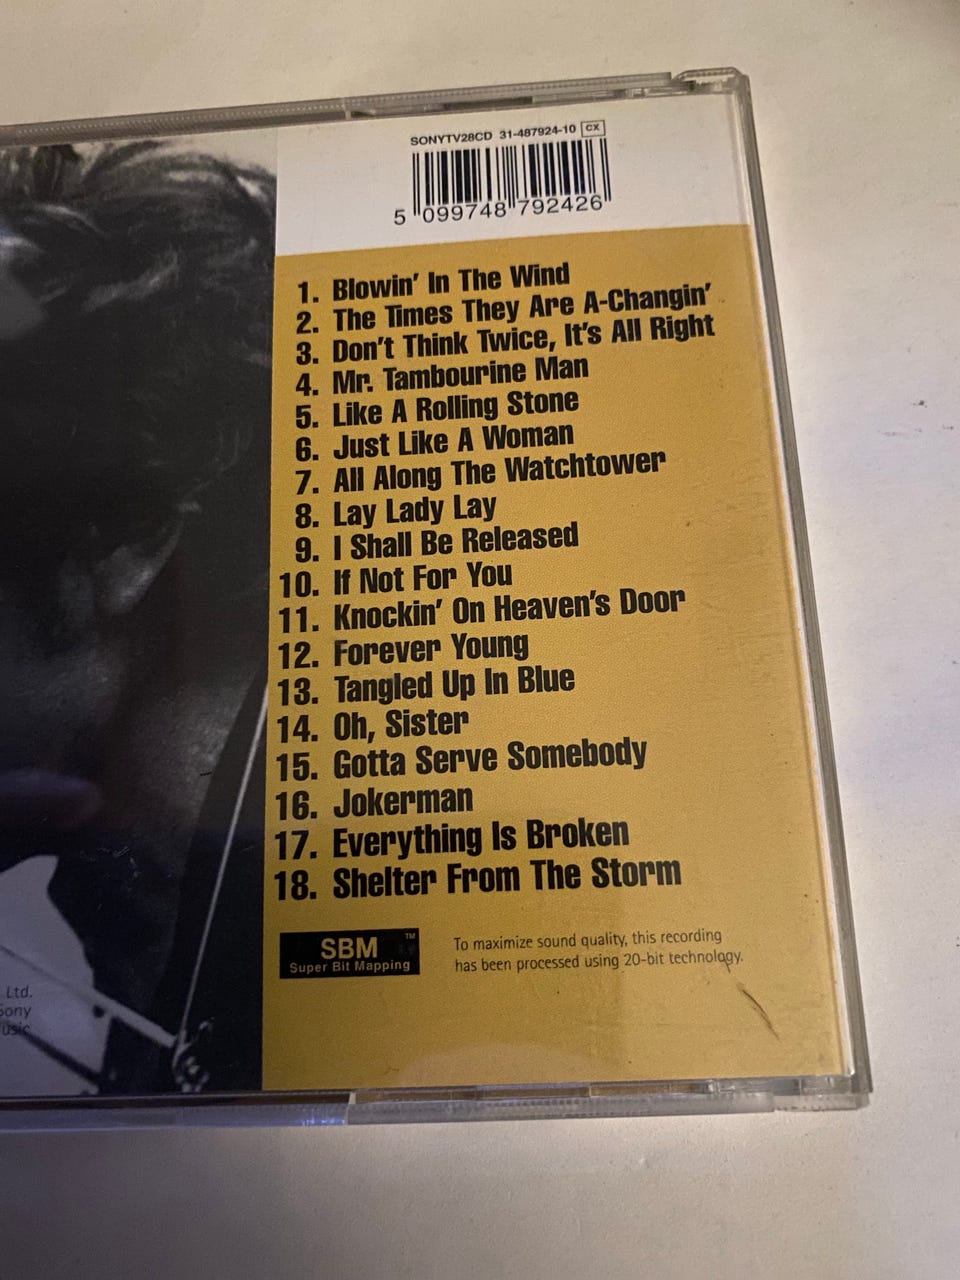 SONYTV28CD 31-487924-10 CX
5 099748 792426
1. Blowin' In The Wind
2. The Times They Are A-Changin'
3. Don't Think Twice, It's All Right
4. Mr. Tambourine Man
5. Like A Rolling Stone
6. Just Like A Woman
7. All Along The Watchtower
8. Lay Lady Lay
9. I Shall Be Released
10. If Not For You
11. Knockin' On Heaven's Door
12. Forever Young
13. Tangled Up In Blue
14. Oh, Sister
15. Gotta Serve Somebody
16. Jokerman
17. Everything Is Broken
18. Shelter From The Storm
SBM TM
Super Bit Mapping
To maximize sound quality, this recording
has been processed using 20-bit technology.
Ltd.
Sony
usic